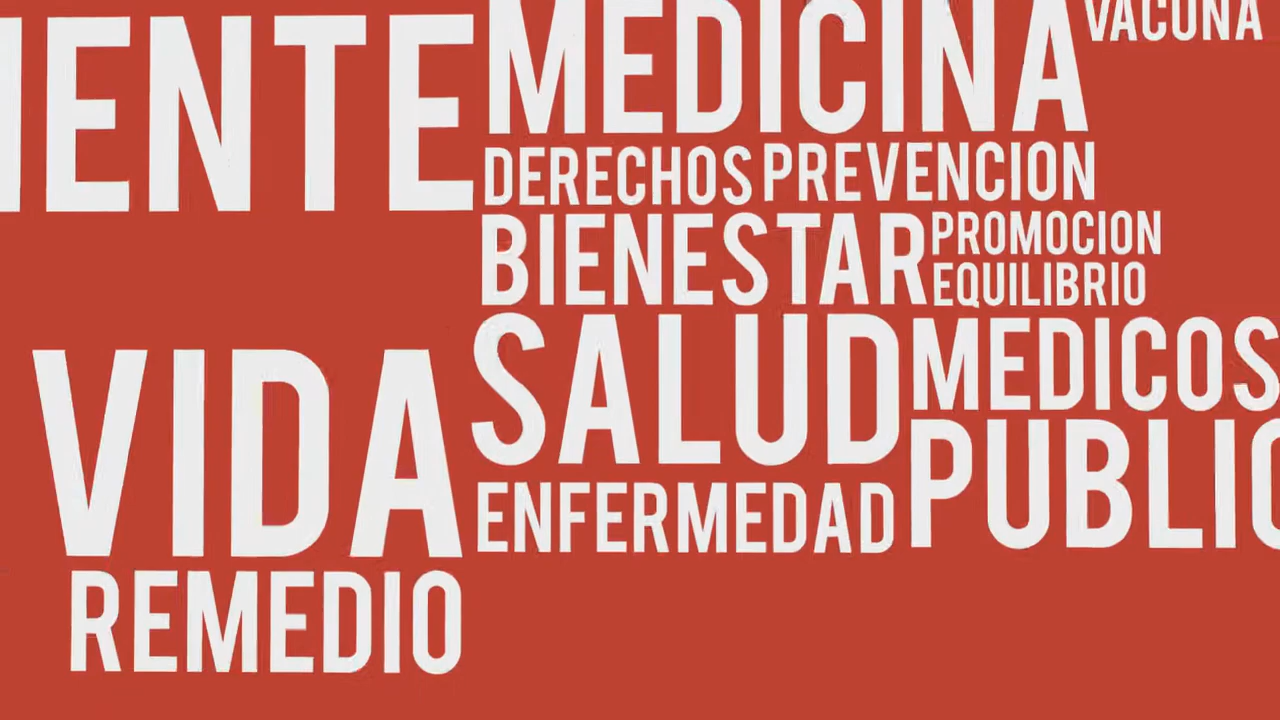 IENTE
MEDICINA
VACUNA
DERECHOS PREVENCION
BIENESTAR
PROMOCION
EQUILIBRIO
VIDA
SALUD
MEDICOS
ENFERMEDAD
PUBLIC
REMEDIO